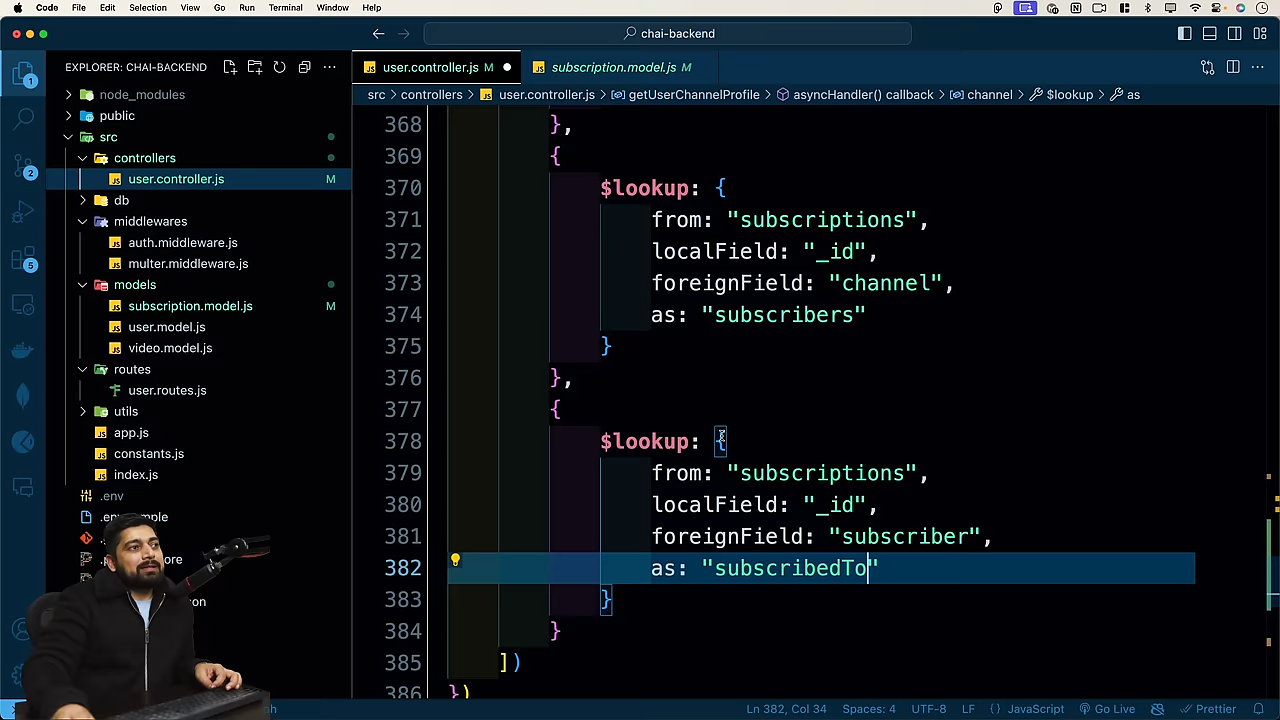 Code File Edit Selection View Go Run Terminal Window Help
chai-backend
EXPLORER: CHAI-BACKEND
user.controller.js M
subscription.model.js M
src > controllers > user.controller.js > getUserChannelProfile > asyncHandler() callback > channel > $lookup > as
node_modules
public
src
controllers
user.controller.js M
db
middlewares
auth.middleware.js
multer.middleware.js
models
subscription.model.js M
user.model.js
video.model.js
routes
user.routes.js
utils
app.js
constants.js
index.js
.env
1
2
5
368 },
369 {
370 $lookup: {
371 from: "subscriptions",
372 localField: "_id",
373 foreignField: "channel",
374 as: "subscribers"
375 }
376 },
377 {
378 $lookup: {
379 from: "subscriptions",
380 localField: "_id",
381 foreignField: "subscriber",
382 as: "subscribedTo"
383 }
384 }
385 ])
386 })
Ln 382, Col 34 Spaces: 4 UTF-8 LF {} JavaScript Go Live Prettier